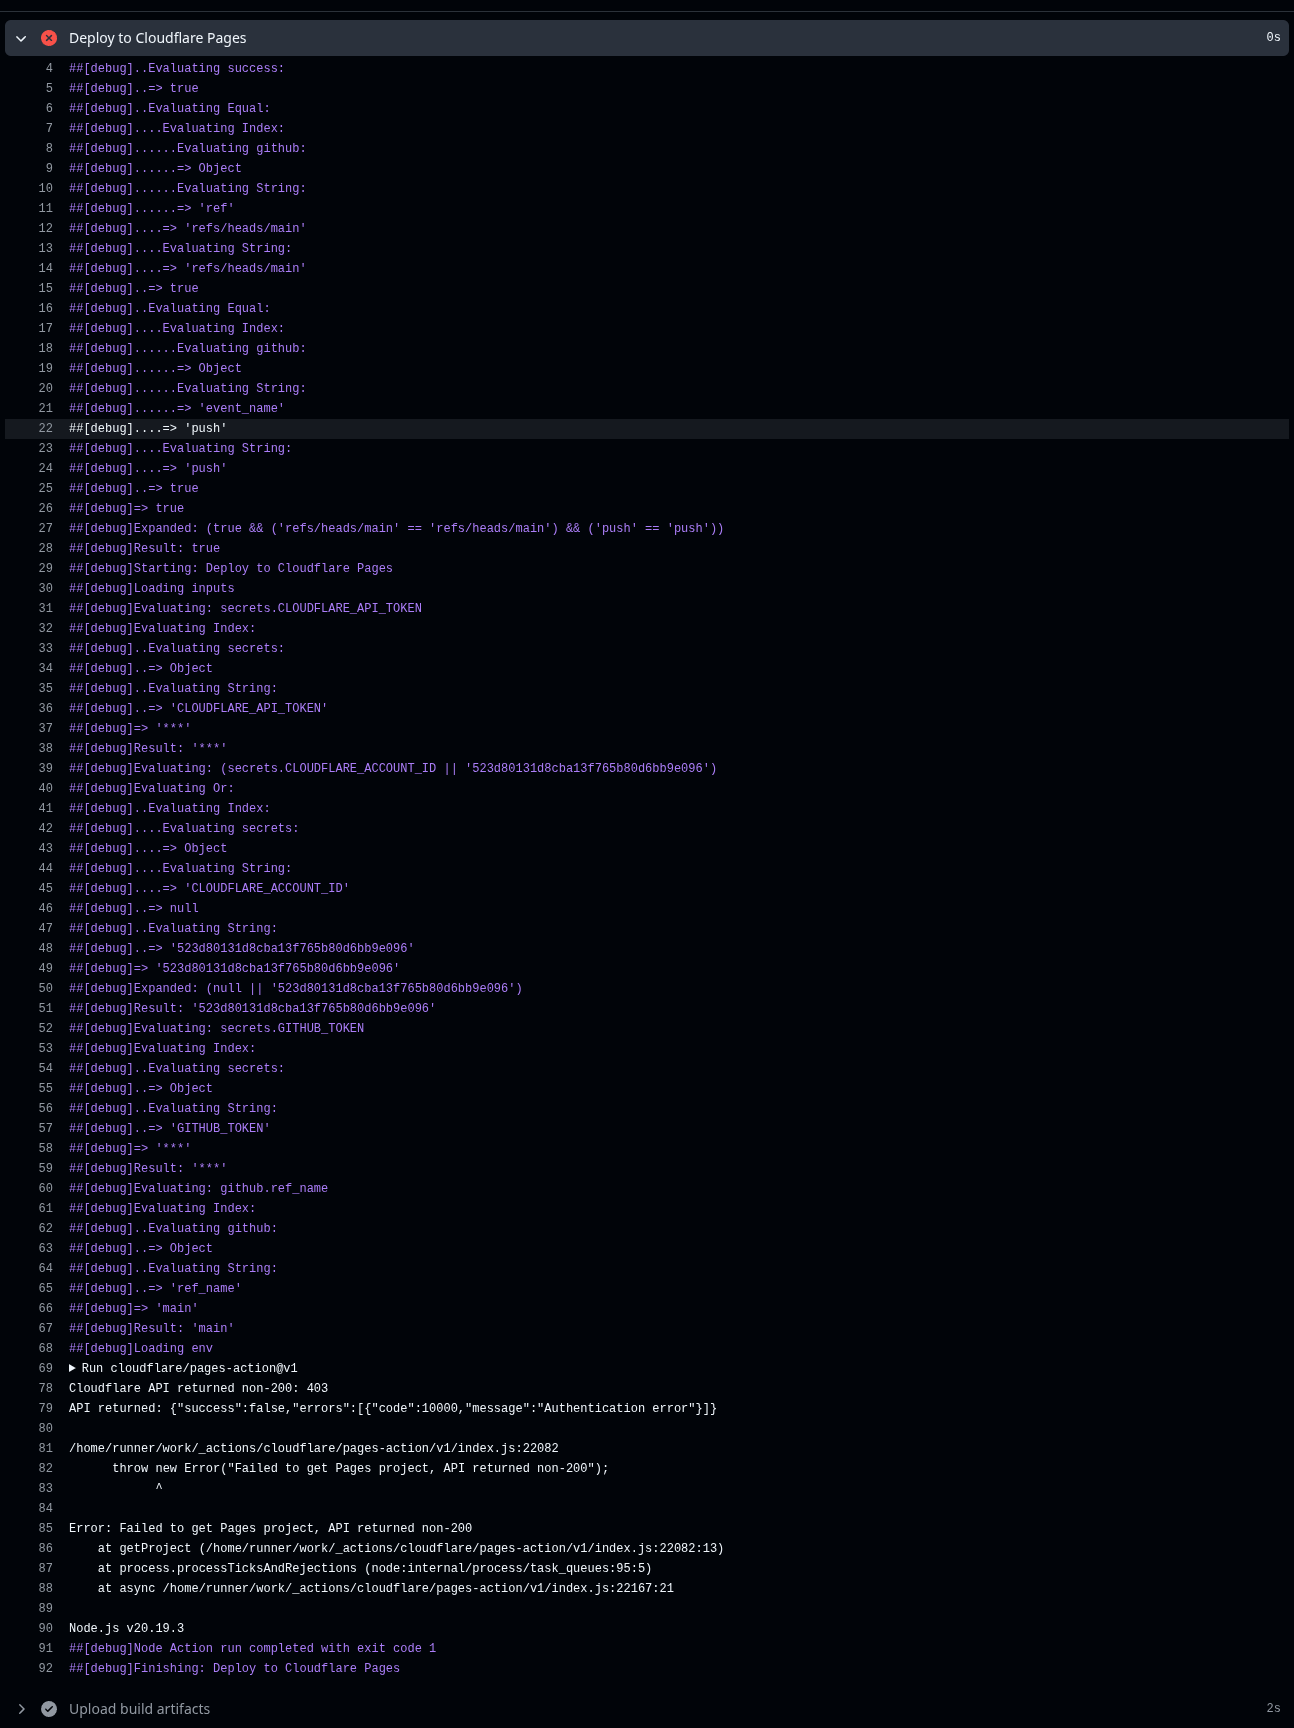 Deploy to Cloudflare Pages 0s
4 ##[debug]..Evaluating success:
5 ##[debug]..=> true
6 ##[debug]..Evaluating Equal:
7 ##[debug]....Evaluating Index:
8 ##[debug]......Evaluating github:
9 ##[debug]......=> Object
10 ##[debug]......Evaluating String:
11 ##[debug]......=> 'ref'
12 ##[debug]....=> 'refs/heads/main'
13 ##[debug]....Evaluating String:
14 ##[debug]....=> 'refs/heads/main'
15 ##[debug]..=> true
16 ##[debug]..Evaluating Equal:
17 ##[debug]....Evaluating Index:
18 ##[debug]......Evaluating github:
19 ##[debug]......=> Object
20 ##[debug]......Evaluating String:
21 ##[debug]......=> 'event_name'
22 ##[debug]....=> 'push'
23 ##[debug]....Evaluating String:
24 ##[debug]....=> 'push'
25 ##[debug]..=> true
26 ##[debug]=> true
27 ##[debug]Expanded: (true && ('refs/heads/main' == 'refs/heads/main') && ('push' == 'push'))
28 ##[debug]Result: true
29 ##[debug]Starting: Deploy to Cloudflare Pages
30 ##[debug]Loading inputs
31 ##[debug]Evaluating: secrets.CLOUDFLARE_API_TOKEN
32 ##[debug]Evaluating Index:
33 ##[debug]..Evaluating secrets:
34 ##[debug]..=> Object
35 ##[debug]..Evaluating String:
36 ##[debug]..=> 'CLOUDFLARE_API_TOKEN'
37 ##[debug]=> '***'
38 ##[debug]Result: '***'
39 ##[debug]Evaluating: (secrets.CLOUDFLARE_ACCOUNT_ID || '523d80131d8cba13f765b80d6bb9e096')
40 ##[debug]Evaluating Or:
41 ##[debug]..Evaluating Index:
42 ##[debug]....Evaluating secrets:
43 ##[debug]....=> Object
44 ##[debug]....Evaluating String:
45 ##[debug]....=> 'CLOUDFLARE_ACCOUNT_ID'
46 ##[debug]..=> null
47 ##[debug]..Evaluating String:
48 ##[debug]..=> '523d80131d8cba13f765b80d6bb9e096'
49 ##[debug]=> '523d80131d8cba13f765b80d6bb9e096'
50 ##[debug]Expanded: (null || '523d80131d8cba13f765b80d6bb9e096')
51 ##[debug]Result: '523d80131d8cba13f765b80d6bb9e096'
52 ##[debug]Evaluating: secrets.GITHUB_TOKEN
53 ##[debug]Evaluating Index:
54 ##[debug]..Evaluating secrets:
55 ##[debug]..=> Object
56 ##[debug]..Evaluating String:
57 ##[debug]..=> 'GITHUB_TOKEN'
58 ##[debug]=> '***'
59 ##[debug]Result: '***'
60 ##[debug]Evaluating: github.ref_name
61 ##[debug]Evaluating Index:
62 ##[debug]..Evaluating github:
63 ##[debug]..=> Object
64 ##[debug]..Evaluating String:
65 ##[debug]..=> 'ref_name'
66 ##[debug]=> 'main'
67 ##[debug]Result: 'main'
68 ##[debug]Loading env
69 ▶ Run cloudflare/pages-action@v1
78 Cloudflare API returned non-200: 403
79 API returned: {"success":false,"errors":[{"code":10000,"message":"Authentication error"}]}
80
81 /home/runner/work/_actions/cloudflare/pages-action/v1/index.js:22082
82       throw new Error("Failed to get Pages project, API returned non-200");
83             ^
84
85 Error: Failed to get Pages project, API returned non-200
86     at getProject (/home/runner/work/_actions/cloudflare/pages-action/v1/index.js:22082:13)
87     at process.processTicksAndRejections (node:internal/process/task_queues:95:5)
88     at async /home/runner/work/_actions/cloudflare/pages-action/v1/index.js:22167:21
89
90 Node.js v20.19.3
91 ##[debug]Node Action run completed with exit code 1
92 ##[debug]Finishing: Deploy to Cloudflare Pages
Upload build artifacts 2s